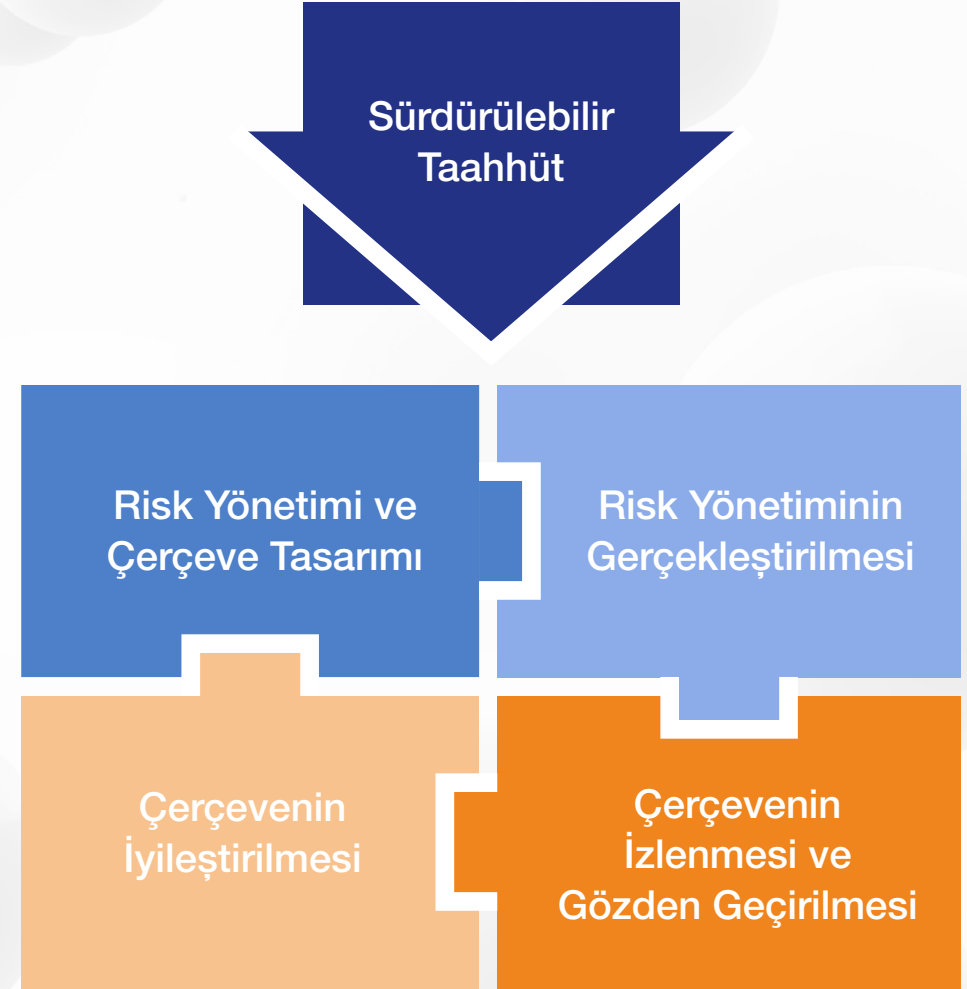 Sürdürülebilir
Taahhüt
Risk Yönetimi ve
Çerçeve Tasarımı
Risk Yönetiminin
Gerçekleştirilmesi
Çerçevenin
İyileştirilmesi
Çerçevenin
İzlenmesi ve
Gözden Geçirilmesi